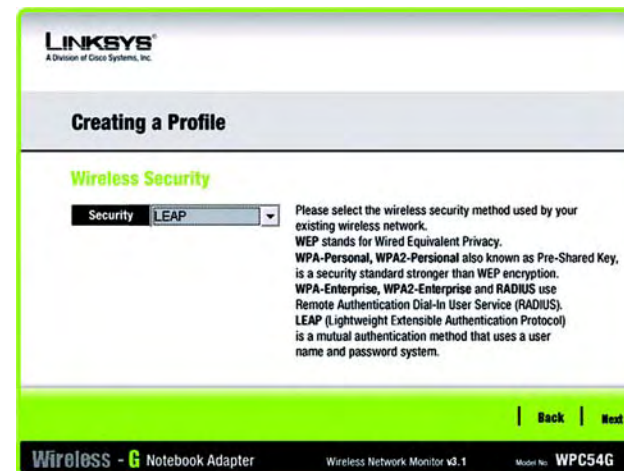 LINKSYS®
A Division of Cisco Systems, Inc.
Creating a Profile
Wireless Security
Security LEAP
Please select the wireless security method used by your
existing wireless network.
WEP stands for Wired Equivalent Privacy.
WPA-Personal, WPA2-Persional also known as Pre-Shared Key,
is a security standard stronger than WEP encryption.
WPA-Enterprise, WPA2-Enterprise and RADIUS use
Remote Authentication Dial-In User Service (RADIUS).
LEAP (Lightweight Extensible Authentication Protocol)
is a mutual authentication method that uses a user
name and password system.
Back Next
Wireless - G Notebook Adapter Wireless Network Monitor v3.1 Model No. WPC54G